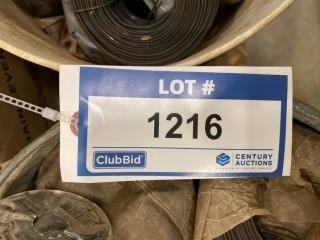 LOT #
1216
ClubBid
CENTURY
AUCTIONS